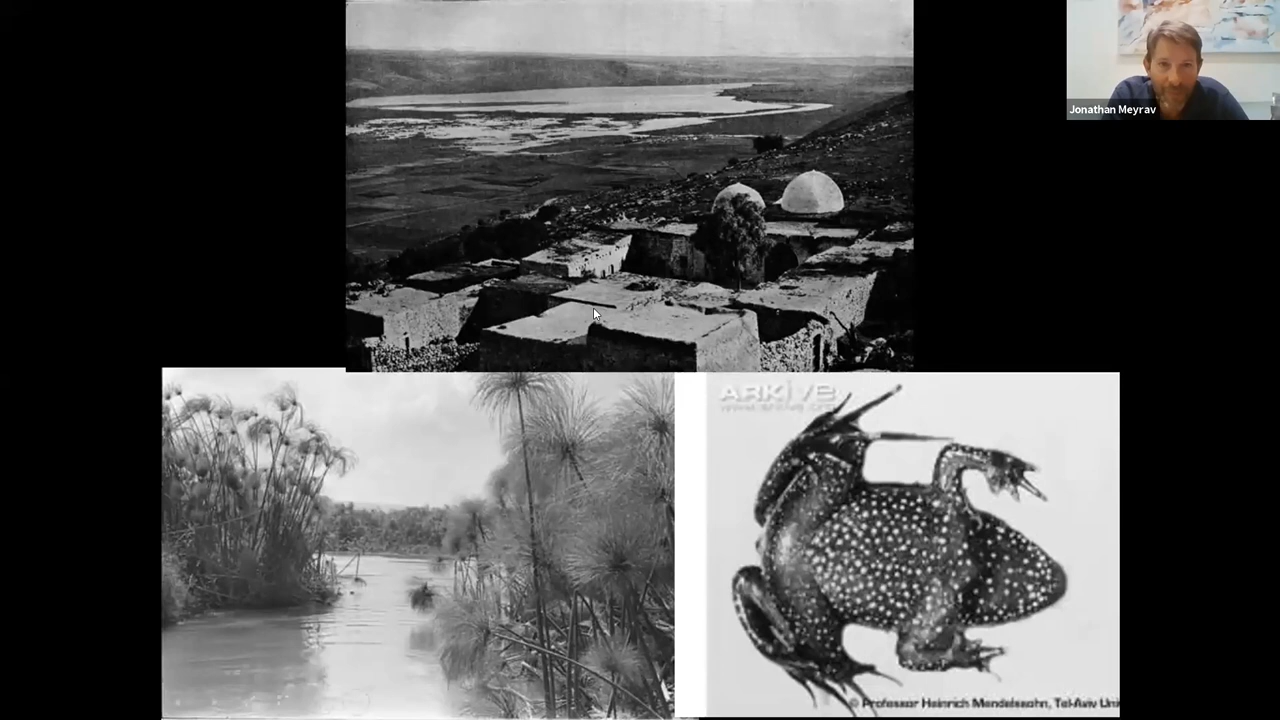 Jonathan Meyrav
ARKIVE
© Professor Heinrich Mendelssohn, Tel-Aviv Uni